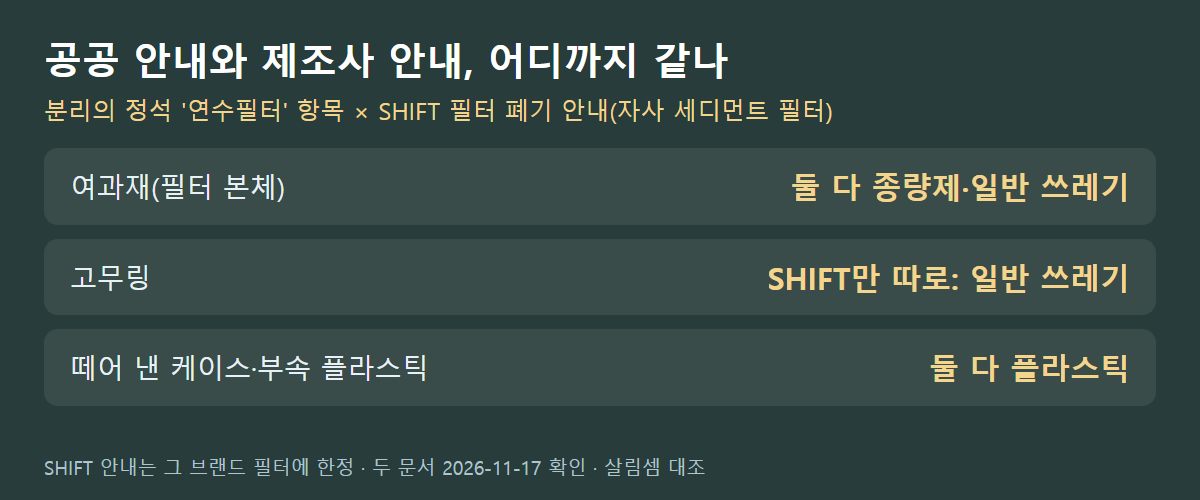 공공 안내와 제조사 안내, 어디까지 같나
분리의 정석 '연수필터' 항목 × SHIFT 필터 폐기 안내(자사 세디먼트 필터)
여과재(필터 본체) 둘 다 종량제·일반 쓰레기
고무링 SHIFT만 따로: 일반 쓰레기
떼어 낸 케이스·부속 플라스틱 둘 다 플라스틱
SHIFT 안내는 그 브랜드 필터에 한정 · 두 문서 2026-11-17 확인 · 살림셈 대조